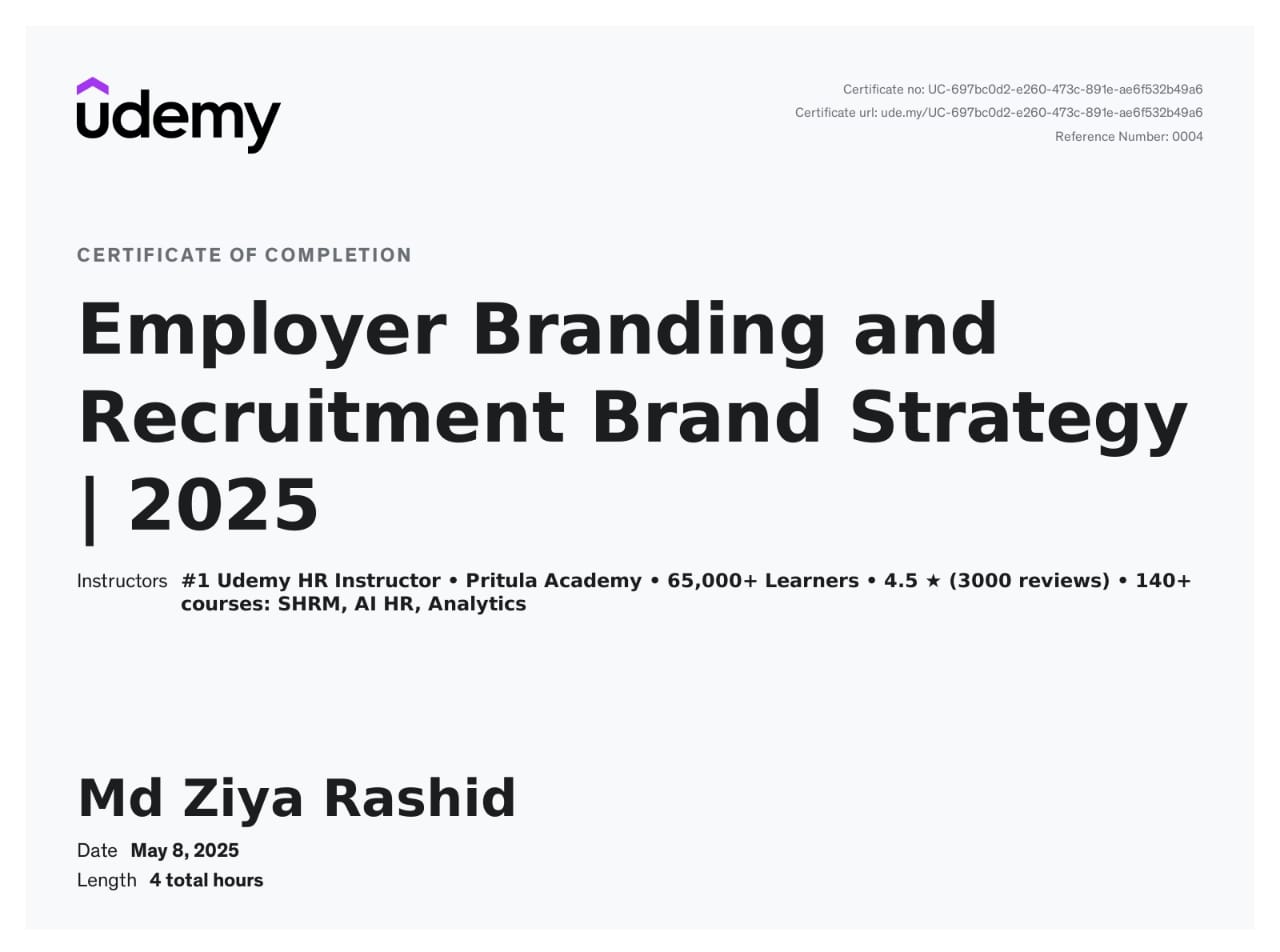 udemy
Certificate no: UC-697bc0d2-e260-473c-891e-ae6f532b49a6
Certificate url: ude.my/UC-697bc0d2-e260-473c-891e-ae6f532b49a6
Reference Number: 0004
CERTIFICATE OF COMPLETION
Employer Branding and
Recruitment Brand Strategy
| 2025
Instructors #1 Udemy HR Instructor • Pritula Academy • 65,000+ Learners • 4.5 ★ (3000 reviews) • 140+
courses: SHRM, AI HR, Analytics
Md Ziya Rashid
Date May 8, 2025
Length 4 total hours